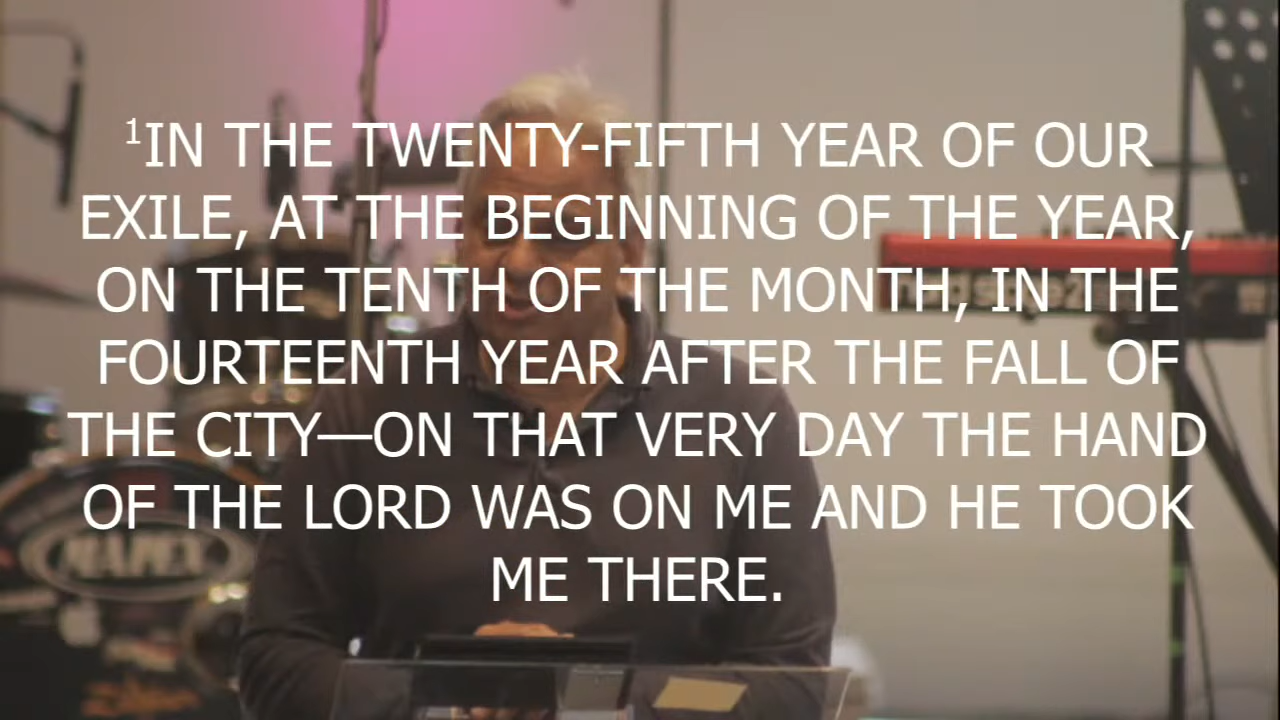 ¹IN THE TWENTY-FIFTH YEAR OF OUR
EXILE, AT THE BEGINNING OF THE YEAR,
ON THE TENTH OF THE MONTH, IN THE
FOURTEENTH YEAR AFTER THE FALL OF
THE CITY—ON THAT VERY DAY THE HAND
OF THE LORD WAS ON ME AND HE TOOK
ME THERE.
MAPEX